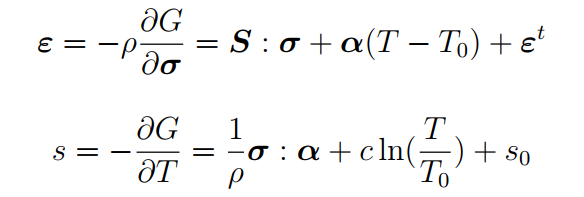 ε = −ρ ∂G/∂σ = S : σ + α(T − T₀) + εᵗ
s = − ∂G/∂T = 1/ρ σ : α + c ln(T/T₀) + s₀